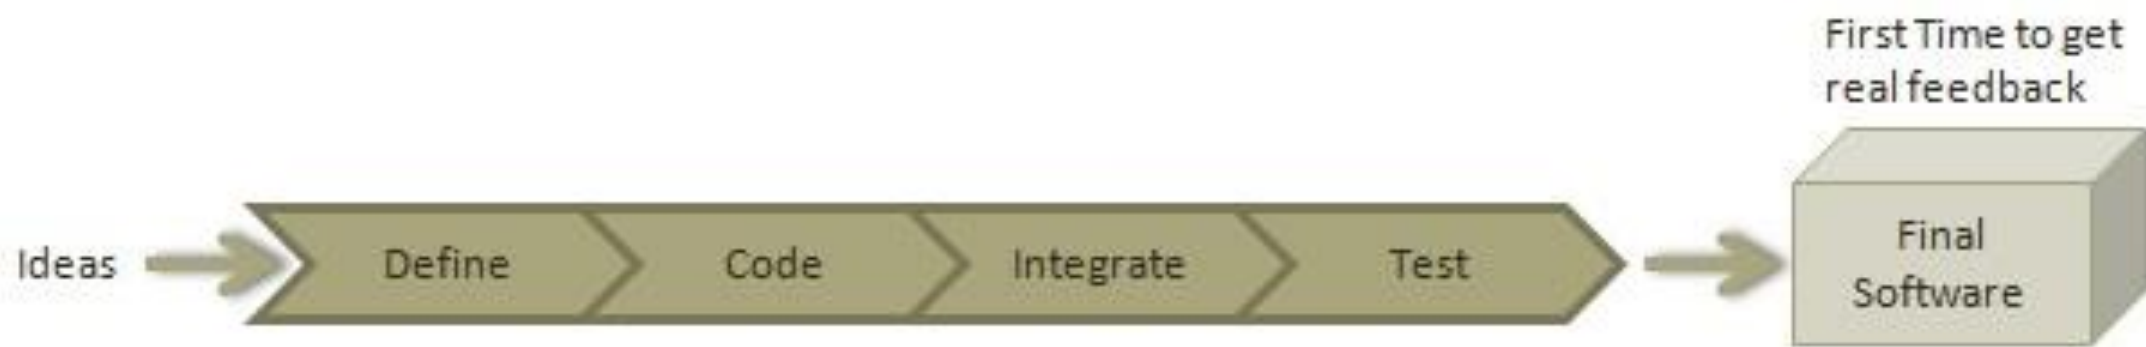 First Time to get
real feedback
Ideas
Define
Code
Integrate
Test
Final
Software